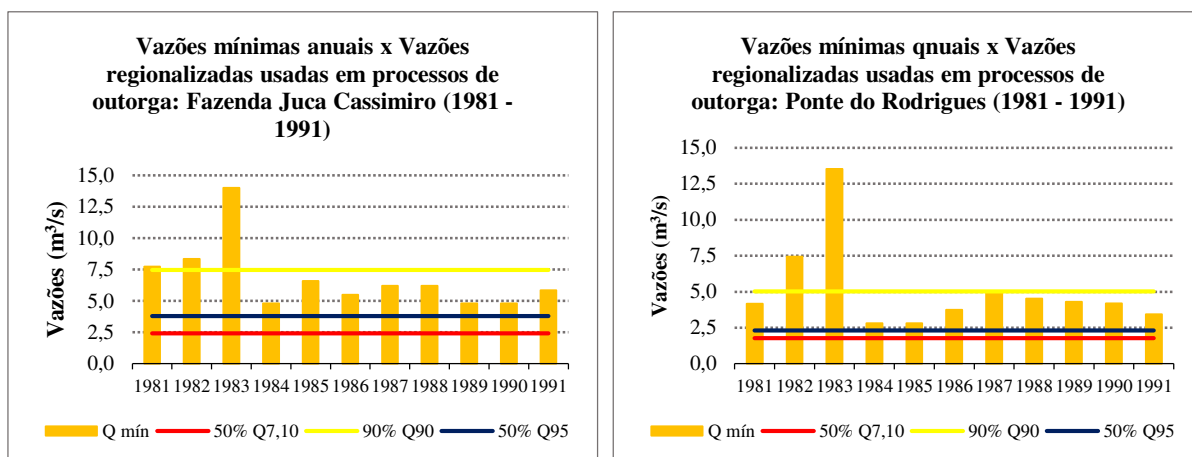 Vazões mínimas anuais x Vazões
regionalizadas usadas em processos de
outorga: Fazenda Juca Cassimiro (1981 -
1991)
Vazões (m³/s)
15,0
12,5
10,0
7,5
5,0
2,5
0,0
1981 1982 1983 1984 1985 1986 1987 1988 1989 1990 1991
Q mín 50% Q7,10 90% Q90 50% Q95
Vazões mínimas qnuais x Vazões
regionalizadas usadas em processos de
outorga: Ponte do Rodrigues (1981 - 1991)
Vazões (m³/s)
15,0
12,5
10,0
7,5
5,0
2,5
0,0
1981 1982 1983 1984 1985 1986 1987 1988 1989 1990 1991
Q mín 50% Q7,10 90% Q90 50% Q95